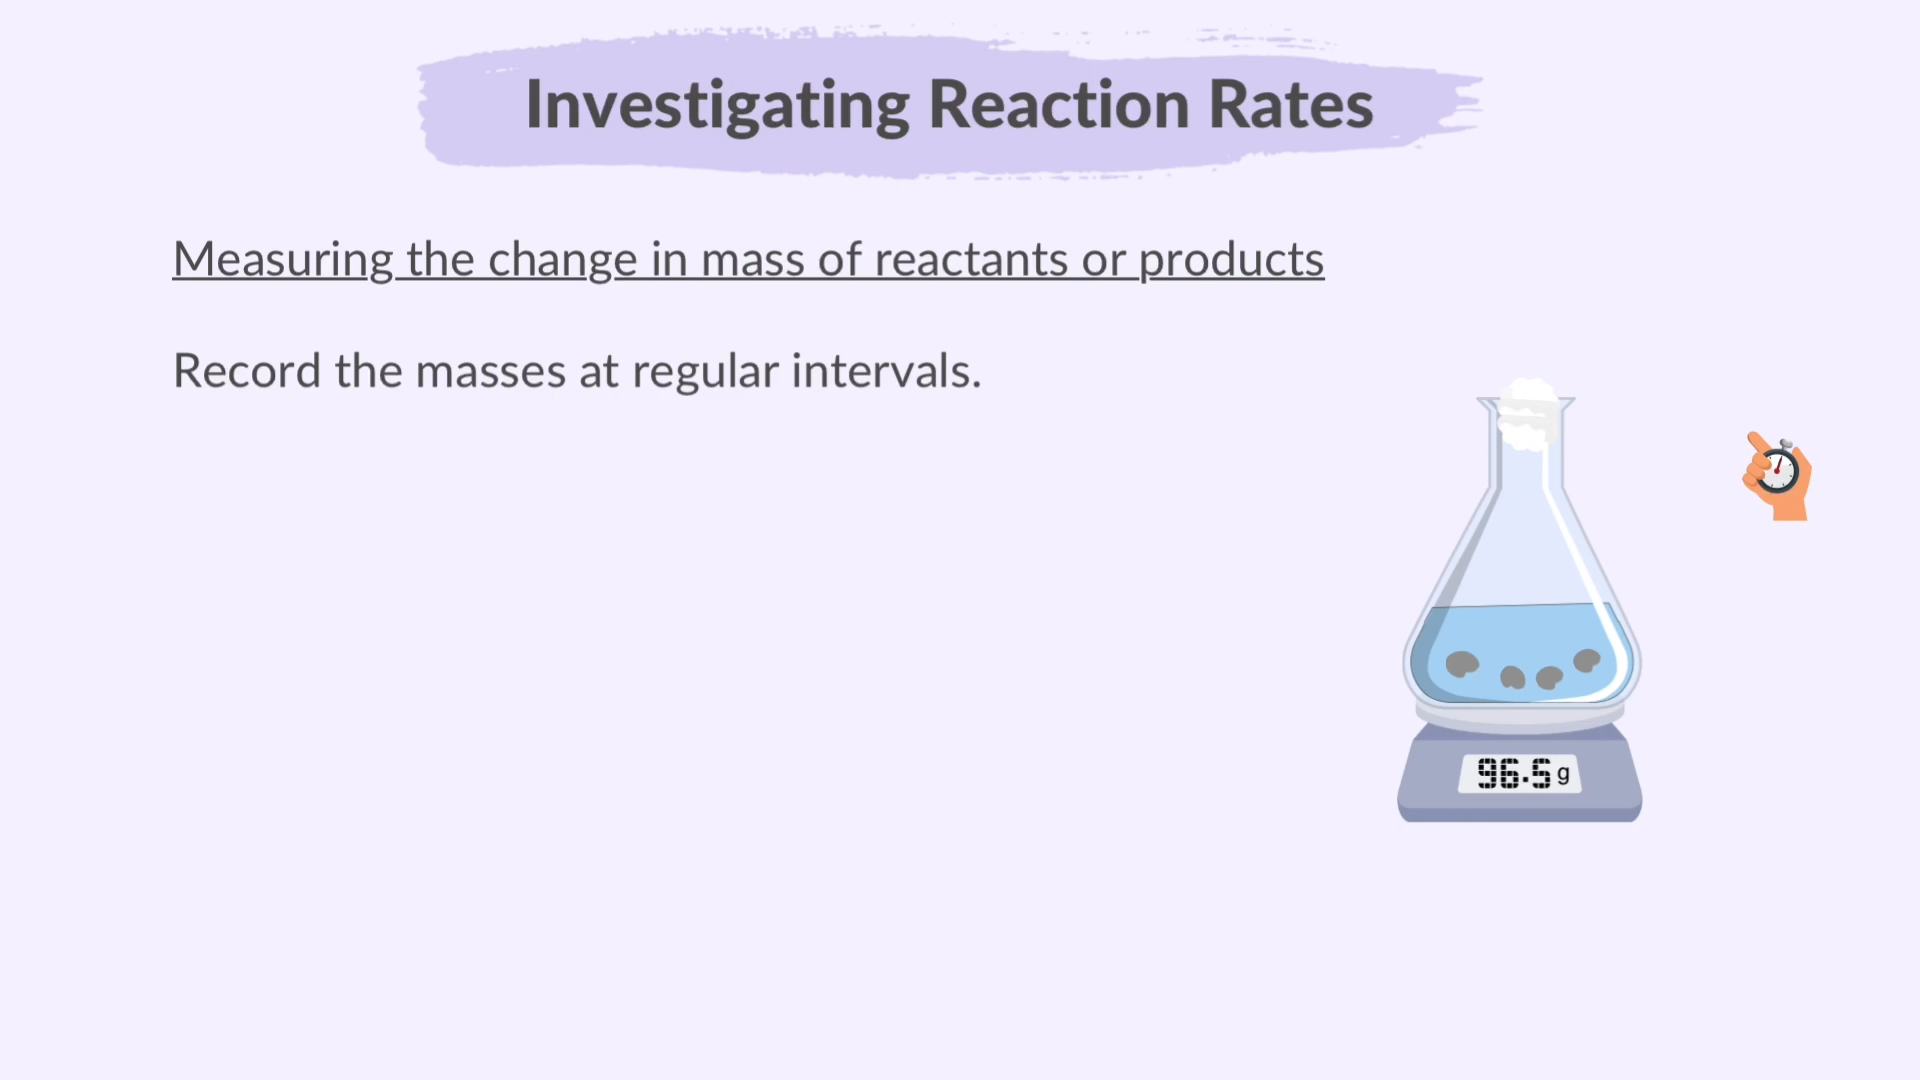 Investigating Reaction Rates
Measuring the change in mass of reactants or products
Record the masses at regular intervals.
96.5 g